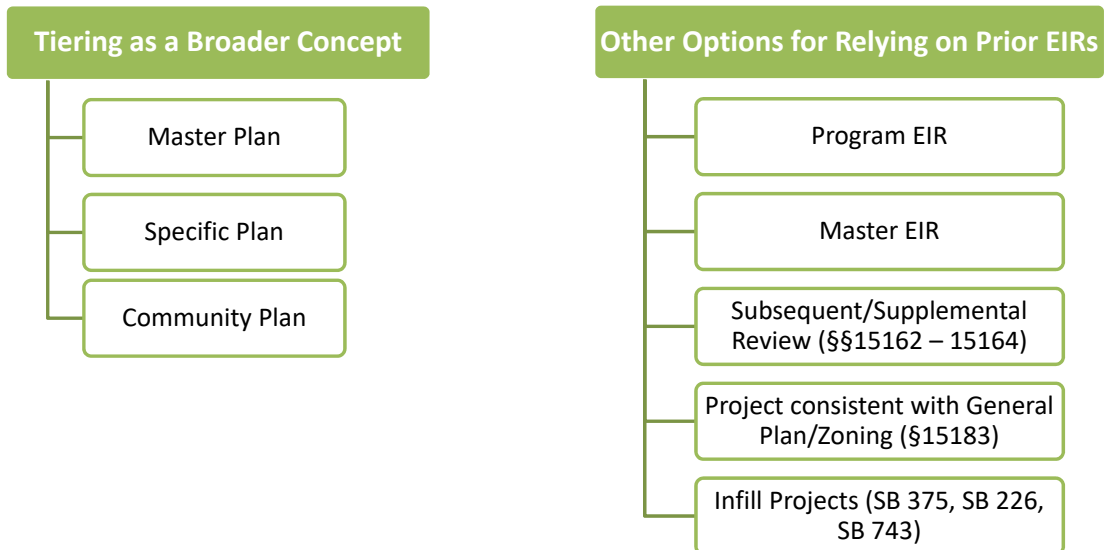 Tiering as a Broader Concept
Master Plan
Specific Plan
Community Plan
Other Options for Relying on Prior EIRs
Program EIR
Master EIR
Subsequent/Supplemental
Review (§§15162 – 15164)
Project consistent with General
Plan/Zoning (§15183)
Infill Projects (SB 375, SB 226,
SB 743)